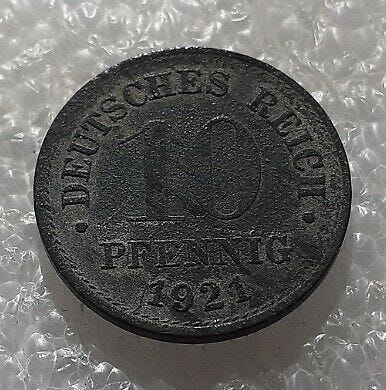 DEUTSCHES REICH
10
PFENNIG
1921